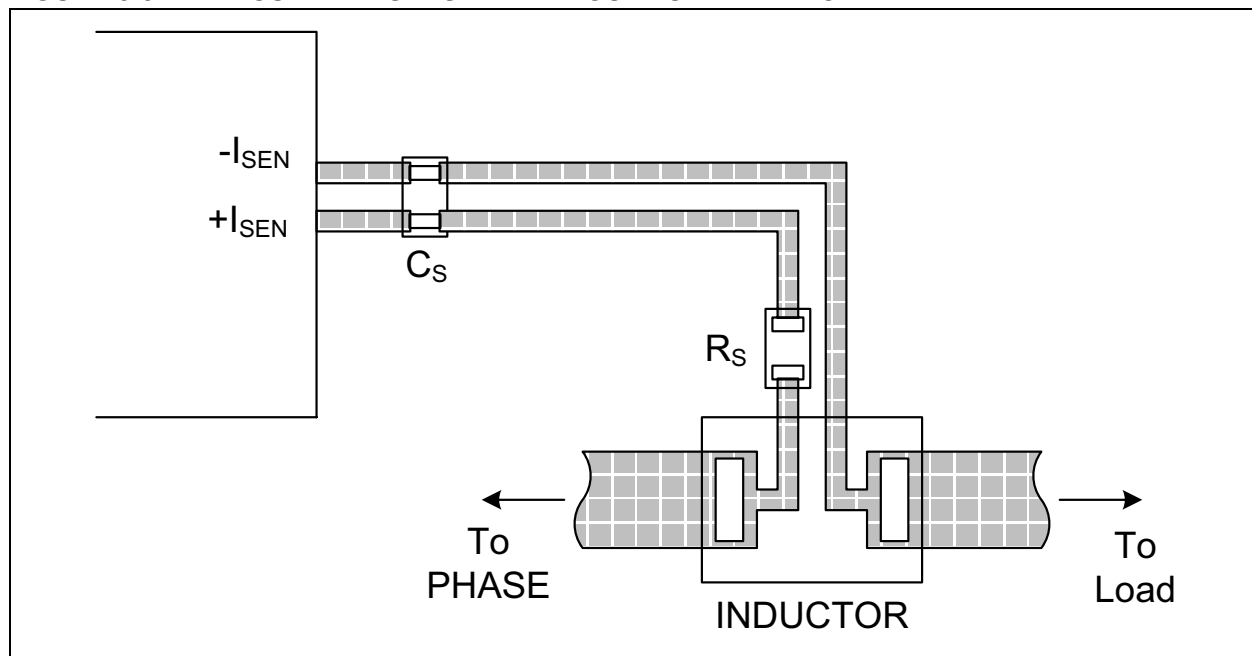 -ISEN
+ISEN
CS
RS
To
PHASE
To
Load
INDUCTOR